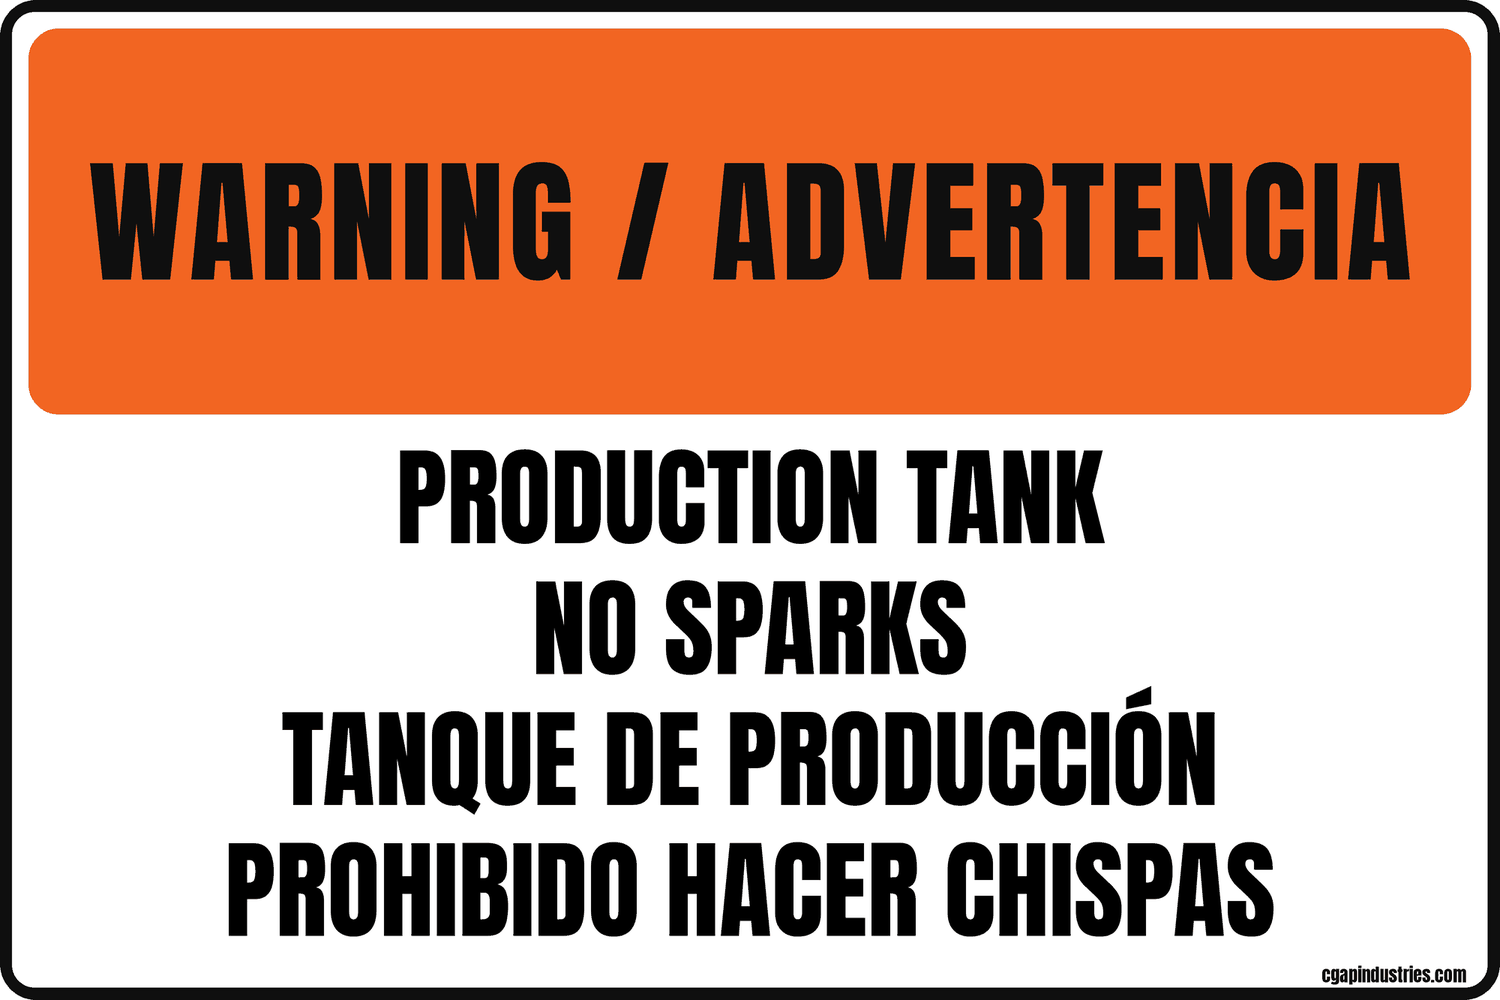 WARNING / ADVERTENCIA
PRODUCTION TANK
NO SPARKS
TANQUE DE PRODUCCIÓN
PROHIBIDO HACER CHISPAS
cgapindustries.com